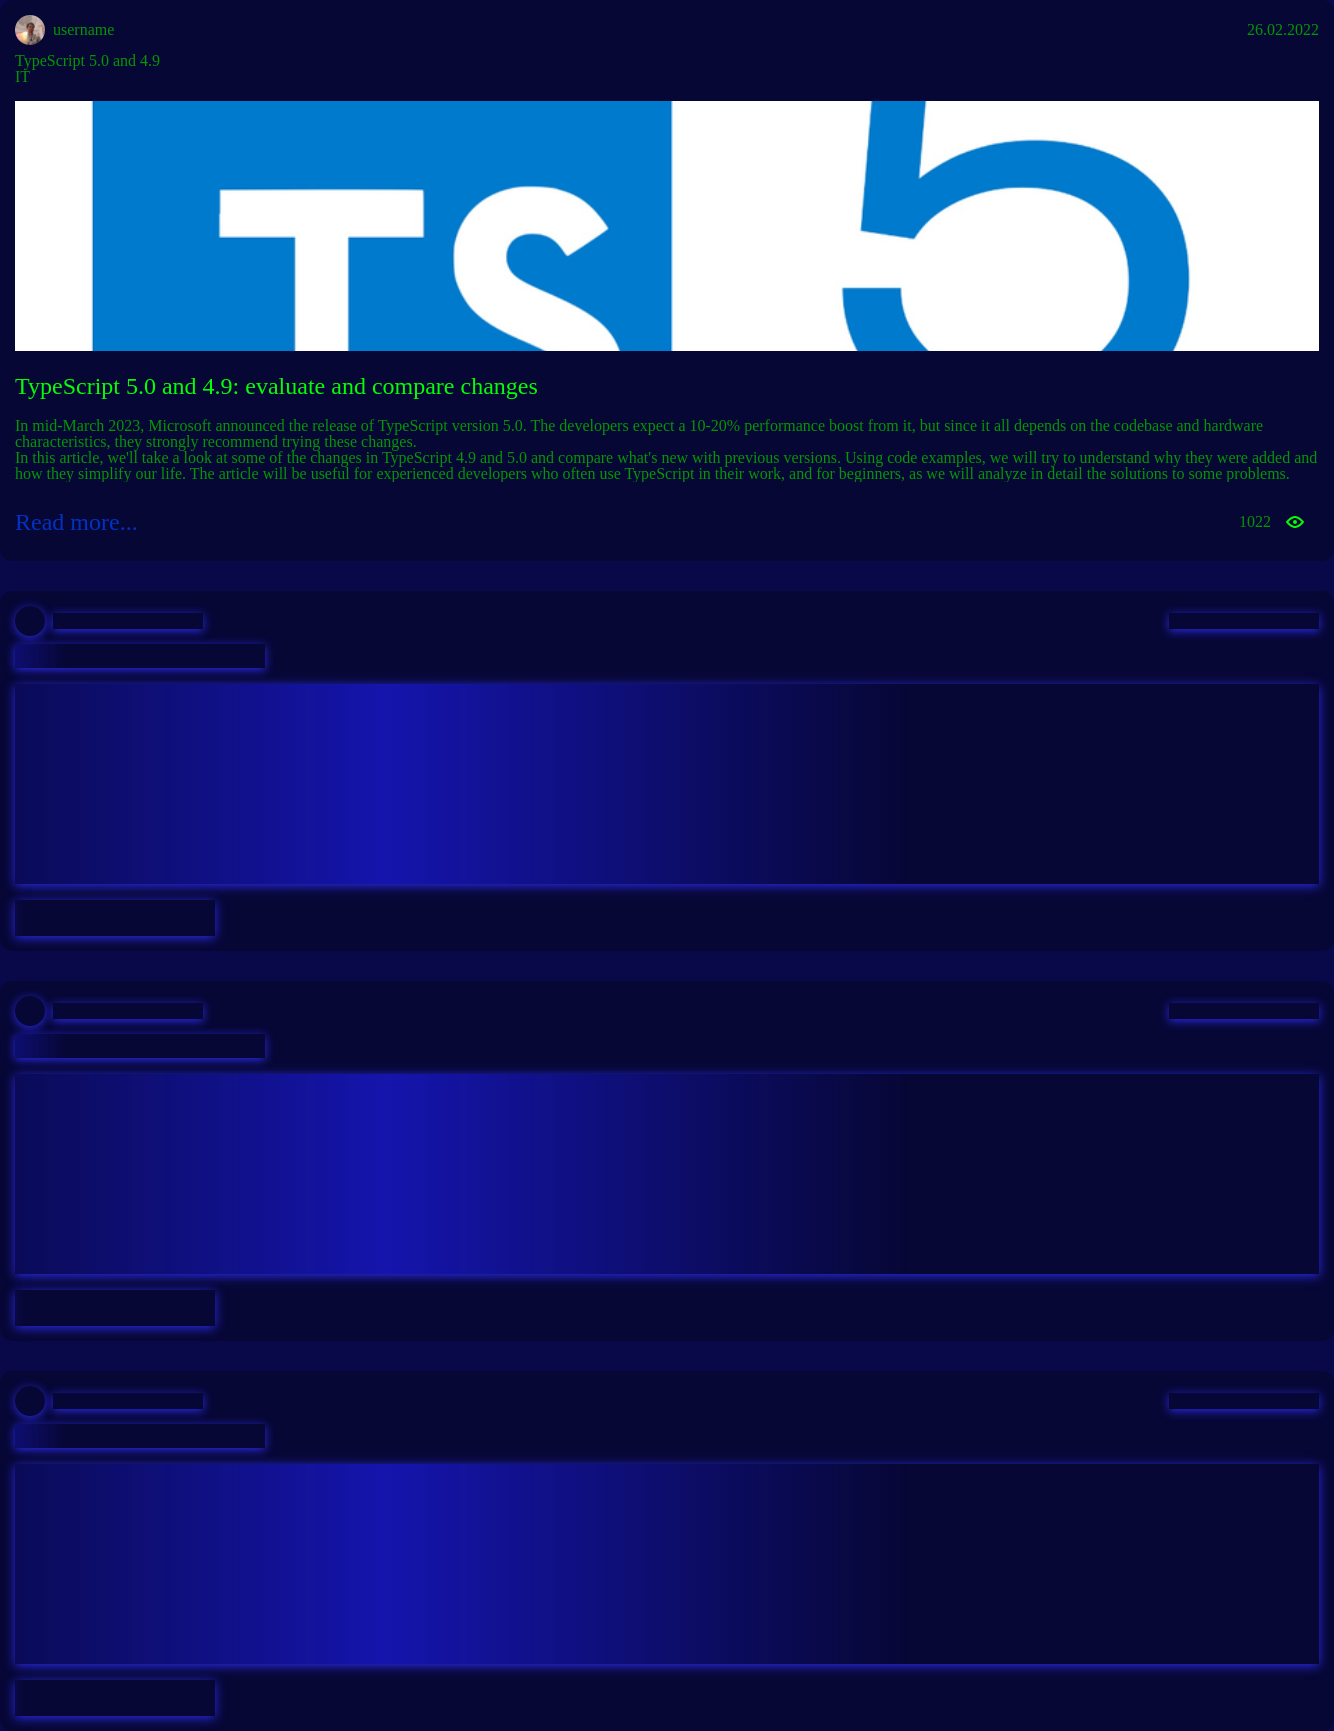 username
26.02.2022
TypeScript 5.0 and 4.9
IT
TS 5
TypeScript 5.0 and 4.9: evaluate and compare changes
In mid-March 2023, Microsoft announced the release of TypeScript version 5.0. The developers expect a 10-20% performance boost from it, but since it all depends on the codebase and hardware
characteristics, they strongly recommend trying these changes.
In this article, we'll take a look at some of the changes in TypeScript 4.9 and 5.0 and compare what's new with previous versions. Using code examples, we will try to understand why they were added and
how they simplify our life. The article will be useful for experienced developers who often use TypeScript in their work, and for beginners, as we will analyze in detail the solutions to some problems.
Read more...
1022